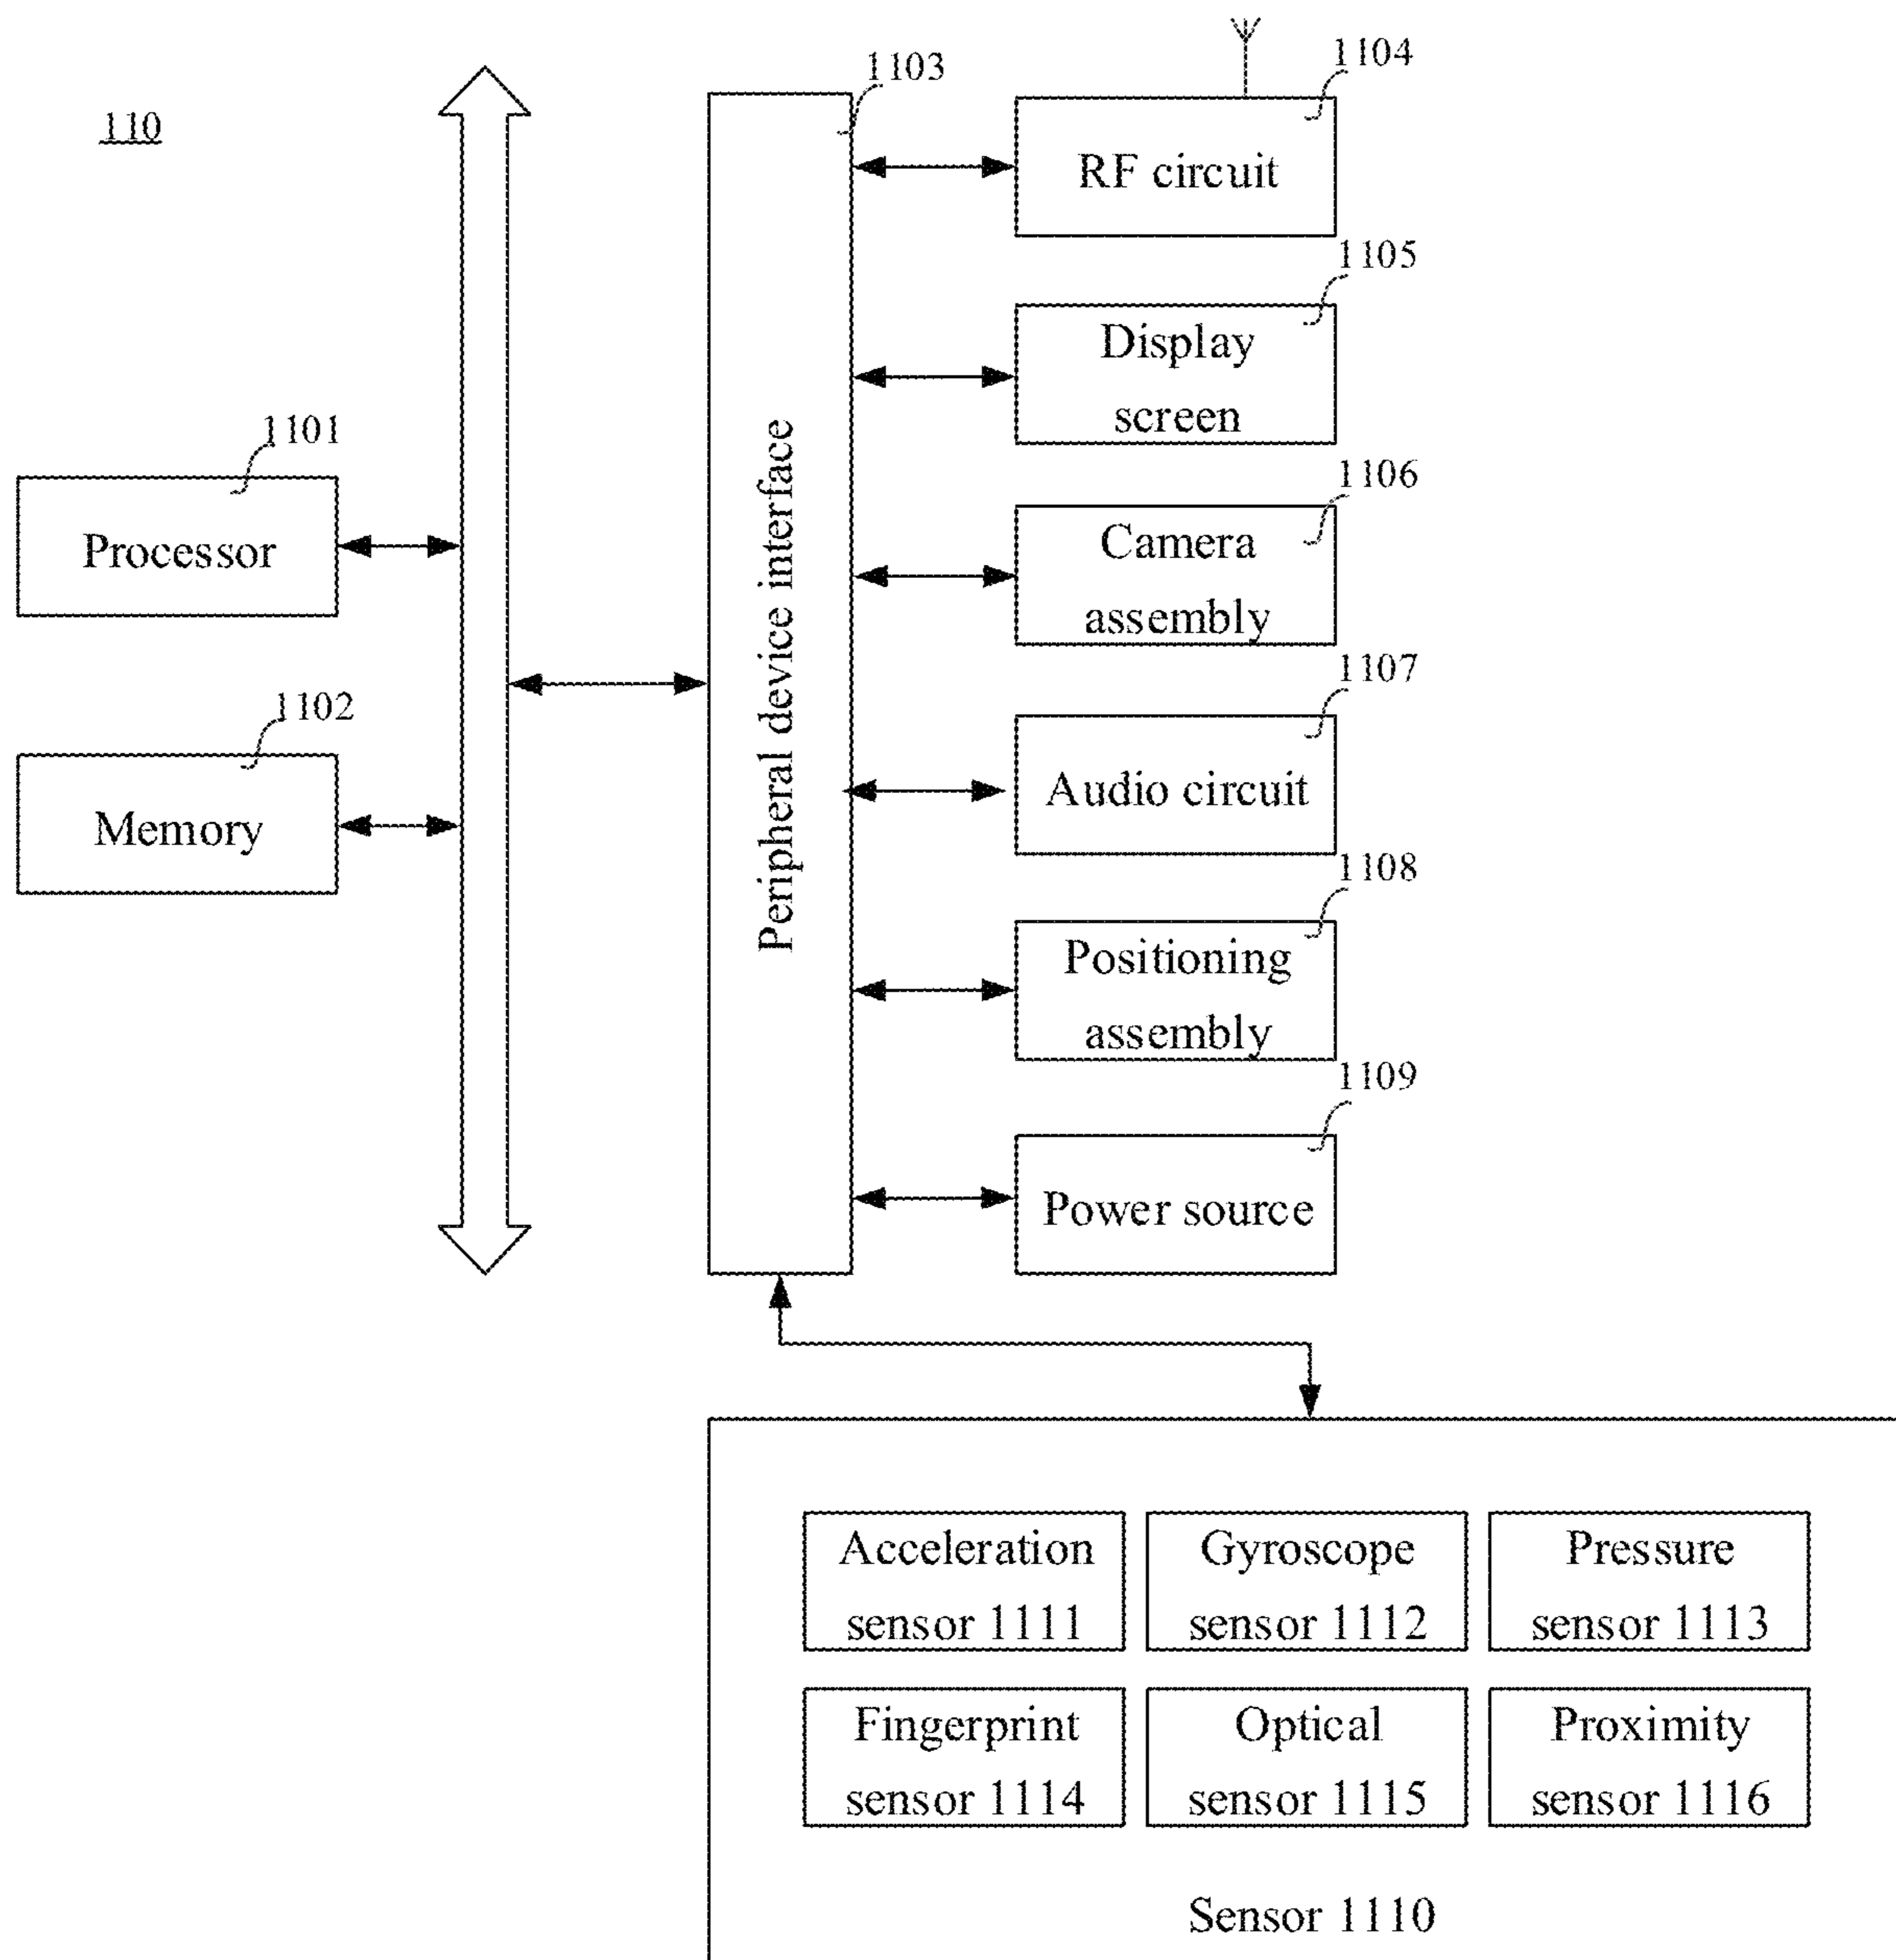 110
1103
1104
RF circuit
1105
Display
screen
1101
Processor
1106
Camera
assembly
Peripheral device interface
1102
Memory
1107
Audio circuit
1108
Positioning
assembly
1109
Power source
Acceleration
sensor 1111
Gyroscope
sensor 1112
Pressure
sensor 1113
Fingerprint
sensor 1114
Optical
sensor 1115
Proximity
sensor 1116
Sensor 1110